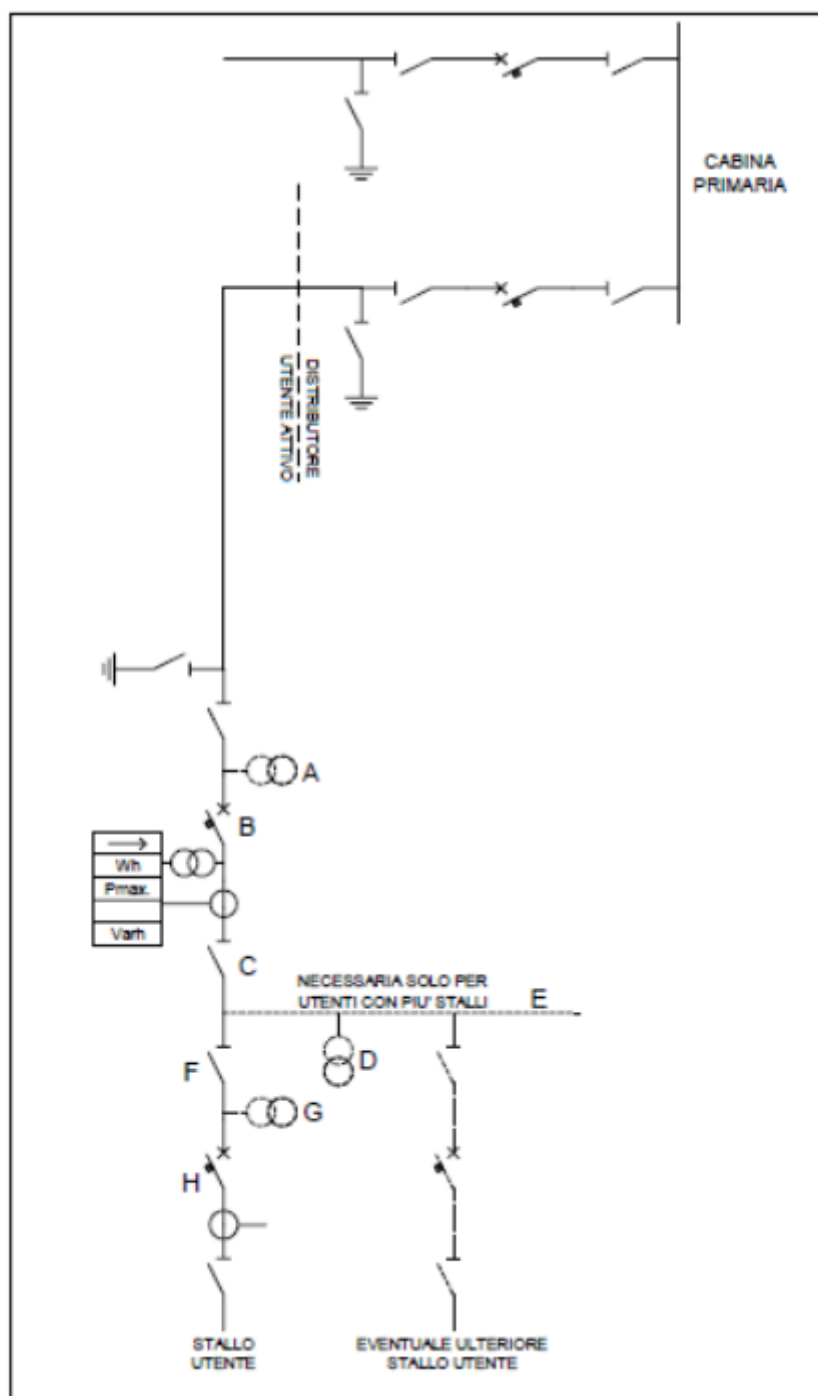 CABINA
PRIMARIA
DISTRIBUTORE
UTENTE ATTIVO
A
B
Wh
Pmax.
Varh
C
NECESSARIA SOLO PER
UTENTI CON PIU' STALLI
E
D
F
G
H
STALLO
UTENTE
EVENTUALE ULTERIORE
STALLO UTENTE